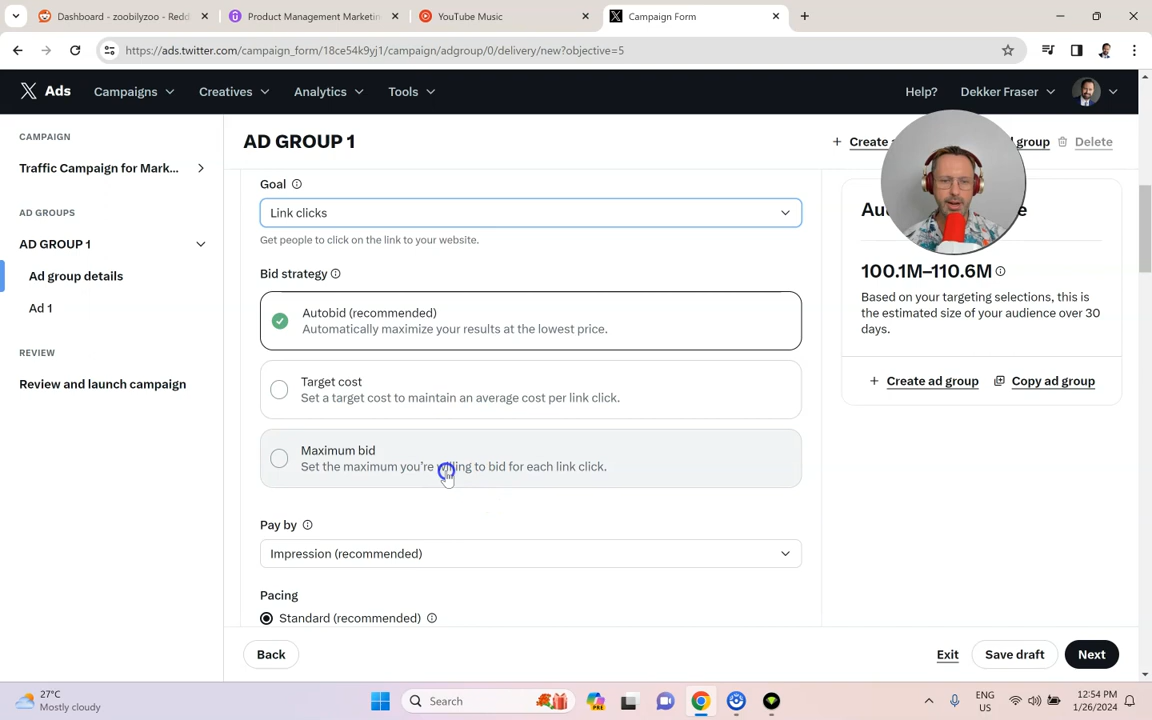 Dashboard - zoobilyzoo - Redd
Product Management Marketin
YouTube Music
Campaign Form
https://ads.twitter.com/campaign_form/18ce54k9yj1/campaign/adgroup/0/delivery/new?objective=5
Ads
Campaigns
Creatives
Analytics
Tools
Help?
Dekker Fraser
CAMPAIGN
Traffic Campaign for Mark...
AD GROUPS
AD GROUP 1
Ad group details
Ad 1
REVIEW
Review and launch campaign
AD GROUP 1
+ Create a
group
Delete
Goal
Link clicks
Get people to click on the link to your website.
Bid strategy
Autobid (recommended)
Automatically maximize your results at the lowest price.
Target cost
Set a target cost to maintain an average cost per link click.
Maximum bid
Set the maximum you're willing to bid for each link click.
Pay by
Impression (recommended)
Pacing
Standard (recommended)
100.1M–110.6M
Based on your targeting selections, this is
the estimated size of your audience over 30
days.
+ Create ad group
Copy ad group
Back
Exit
Save draft
Next
27°C
Mostly cloudy
Search
PRE
ENG
US
12:54 PM
1/26/2024